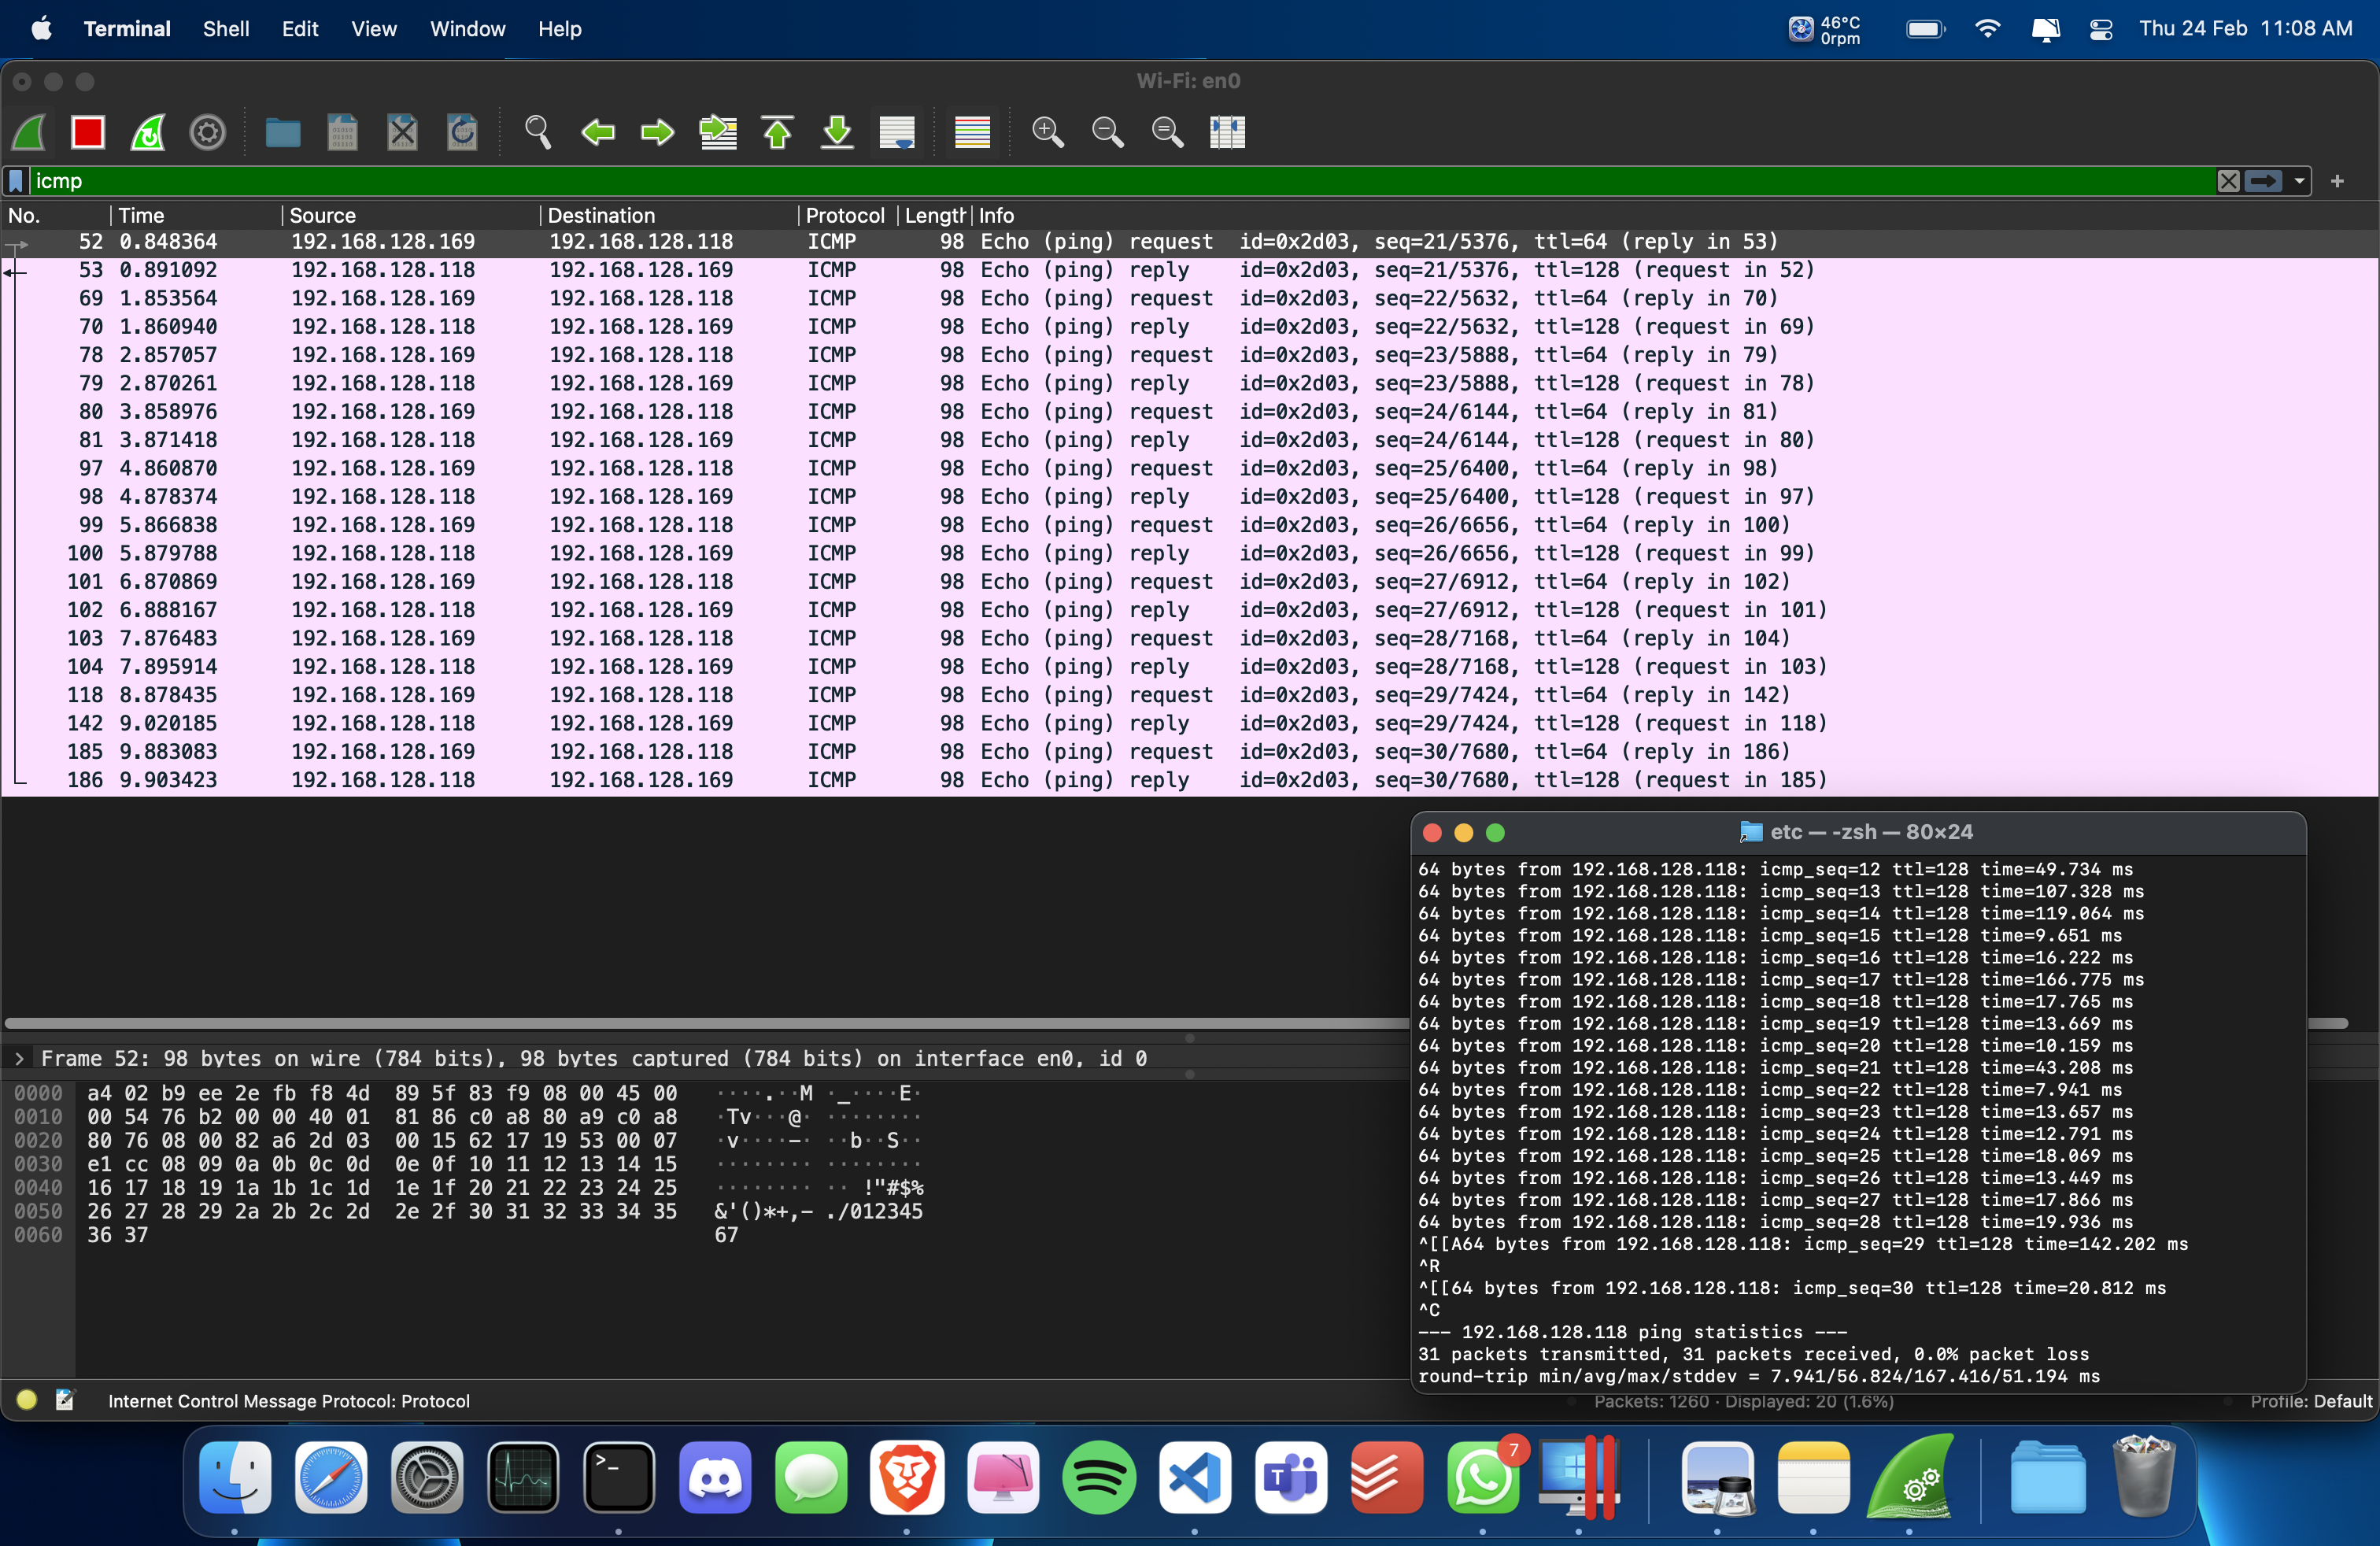 Terminal Shell Edit View Window Help 46°C 0rpm Thu 24 Feb 11:08 AM
Wi-Fi: en0
icmp
No. Time Source Destination Protocol Length Info
52 0.848364 192.168.128.169 192.168.128.118 ICMP 98 Echo (ping) request id=0x2d03, seq=21/5376, ttl=64 (reply in 53)
53 0.891092 192.168.128.118 192.168.128.169 ICMP 98 Echo (ping) reply id=0x2d03, seq=21/5376, ttl=128 (request in 52)
69 1.853564 192.168.128.169 192.168.128.118 ICMP 98 Echo (ping) request id=0x2d03, seq=22/5632, ttl=64 (reply in 70)
70 1.860940 192.168.128.118 192.168.128.169 ICMP 98 Echo (ping) reply id=0x2d03, seq=22/5632, ttl=128 (request in 69)
78 2.857057 192.168.128.169 192.168.128.118 ICMP 98 Echo (ping) request id=0x2d03, seq=23/5888, ttl=64 (reply in 79)
79 2.870261 192.168.128.118 192.168.128.169 ICMP 98 Echo (ping) reply id=0x2d03, seq=23/5888, ttl=128 (request in 78)
80 3.858976 192.168.128.169 192.168.128.118 ICMP 98 Echo (ping) request id=0x2d03, seq=24/6144, ttl=64 (reply in 81)
81 3.871418 192.168.128.118 192.168.128.169 ICMP 98 Echo (ping) reply id=0x2d03, seq=24/6144, ttl=128 (request in 80)
97 4.860870 192.168.128.169 192.168.128.118 ICMP 98 Echo (ping) request id=0x2d03, seq=25/6400, ttl=64 (reply in 98)
98 4.878374 192.168.128.118 192.168.128.169 ICMP 98 Echo (ping) reply id=0x2d03, seq=25/6400, ttl=128 (request in 97)
99 5.866838 192.168.128.169 192.168.128.118 ICMP 98 Echo (ping) request id=0x2d03, seq=26/6656, ttl=64 (reply in 100)
100 5.879788 192.168.128.118 192.168.128.169 ICMP 98 Echo (ping) reply id=0x2d03, seq=26/6656, ttl=128 (request in 99)
101 6.870869 192.168.128.169 192.168.128.118 ICMP 98 Echo (ping) request id=0x2d03, seq=27/6912, ttl=64 (reply in 102)
102 6.888167 192.168.128.118 192.168.128.169 ICMP 98 Echo (ping) reply id=0x2d03, seq=27/6912, ttl=128 (request in 101)
103 7.876483 192.168.128.169 192.168.128.118 ICMP 98 Echo (ping) request id=0x2d03, seq=28/7168, ttl=64 (reply in 104)
104 7.895914 192.168.128.118 192.168.128.169 ICMP 98 Echo (ping) reply id=0x2d03, seq=28/7168, ttl=128 (request in 103)
118 8.878435 192.168.128.169 192.168.128.118 ICMP 98 Echo (ping) request id=0x2d03, seq=29/7424, ttl=64 (reply in 142)
142 9.020185 192.168.128.118 192.168.128.169 ICMP 98 Echo (ping) reply id=0x2d03, seq=29/7424, ttl=128 (request in 118)
185 9.883083 192.168.128.169 192.168.128.118 ICMP 98 Echo (ping) request id=0x2d03, seq=30/7680, ttl=64 (reply in 186)
186 9.903423 192.168.128.118 192.168.128.169 ICMP 98 Echo (ping) reply id=0x2d03, seq=30/7680, ttl=128 (request in 185)
Frame 52: 98 bytes on wire (784 bits), 98 bytes captured (784 bits) on interface en0, id 0
0000 a4 02 b9 ee 2e fb f8 4d 89 5f 83 f9 08 00 45 00 ····.··M ·_····E·
0010 00 54 76 b2 00 00 40 01 81 86 c0 a8 80 a9 c0 a8 ·Tv···@· ········
0020 80 76 08 00 82 a6 2d 03 00 15 62 17 19 53 00 07 ·v····-· ··b··S··
0030 e1 cc 08 09 0a 0b 0c 0d 0e 0f 10 11 12 13 14 15 ········ ········
0040 16 17 18 19 1a 1b 1c 1d 1e 1f 20 21 22 23 24 25 ········ ·· !"#$%
0050 26 27 28 29 2a 2b 2c 2d 2e 2f 30 31 32 33 34 35 &'()*+,- ./012345
0060 36 37 67
etc — -zsh — 80×24
64 bytes from 192.168.128.118: icmp_seq=12 ttl=128 time=49.734 ms
64 bytes from 192.168.128.118: icmp_seq=13 ttl=128 time=107.328 ms
64 bytes from 192.168.128.118: icmp_seq=14 ttl=128 time=119.064 ms
64 bytes from 192.168.128.118: icmp_seq=15 ttl=128 time=9.651 ms
64 bytes from 192.168.128.118: icmp_seq=16 ttl=128 time=16.222 ms
64 bytes from 192.168.128.118: icmp_seq=17 ttl=128 time=166.775 ms
64 bytes from 192.168.128.118: icmp_seq=18 ttl=128 time=17.765 ms
64 bytes from 192.168.128.118: icmp_seq=19 ttl=128 time=13.669 ms
64 bytes from 192.168.128.118: icmp_seq=20 ttl=128 time=10.159 ms
64 bytes from 192.168.128.118: icmp_seq=21 ttl=128 time=43.208 ms
64 bytes from 192.168.128.118: icmp_seq=22 ttl=128 time=7.941 ms
64 bytes from 192.168.128.118: icmp_seq=23 ttl=128 time=13.657 ms
64 bytes from 192.168.128.118: icmp_seq=24 ttl=128 time=12.791 ms
64 bytes from 192.168.128.118: icmp_seq=25 ttl=128 time=18.069 ms
64 bytes from 192.168.128.118: icmp_seq=26 ttl=128 time=13.449 ms
64 bytes from 192.168.128.118: icmp_seq=27 ttl=128 time=17.866 ms
64 bytes from 192.168.128.118: icmp_seq=28 ttl=128 time=19.936 ms
^[[A64 bytes from 192.168.128.118: icmp_seq=29 ttl=128 time=142.202 ms
^R
^[[64 bytes from 192.168.128.118: icmp_seq=30 ttl=128 time=20.812 ms
^C
--- 192.168.128.118 ping statistics ---
31 packets transmitted, 31 packets received, 0.0% packet loss
round-trip min/avg/max/stddev = 7.941/56.824/167.416/51.194 ms
Internet Control Message Protocol: Protocol Packets: 1260 · Displayed: 20 (1.6%) Profile: Default
7